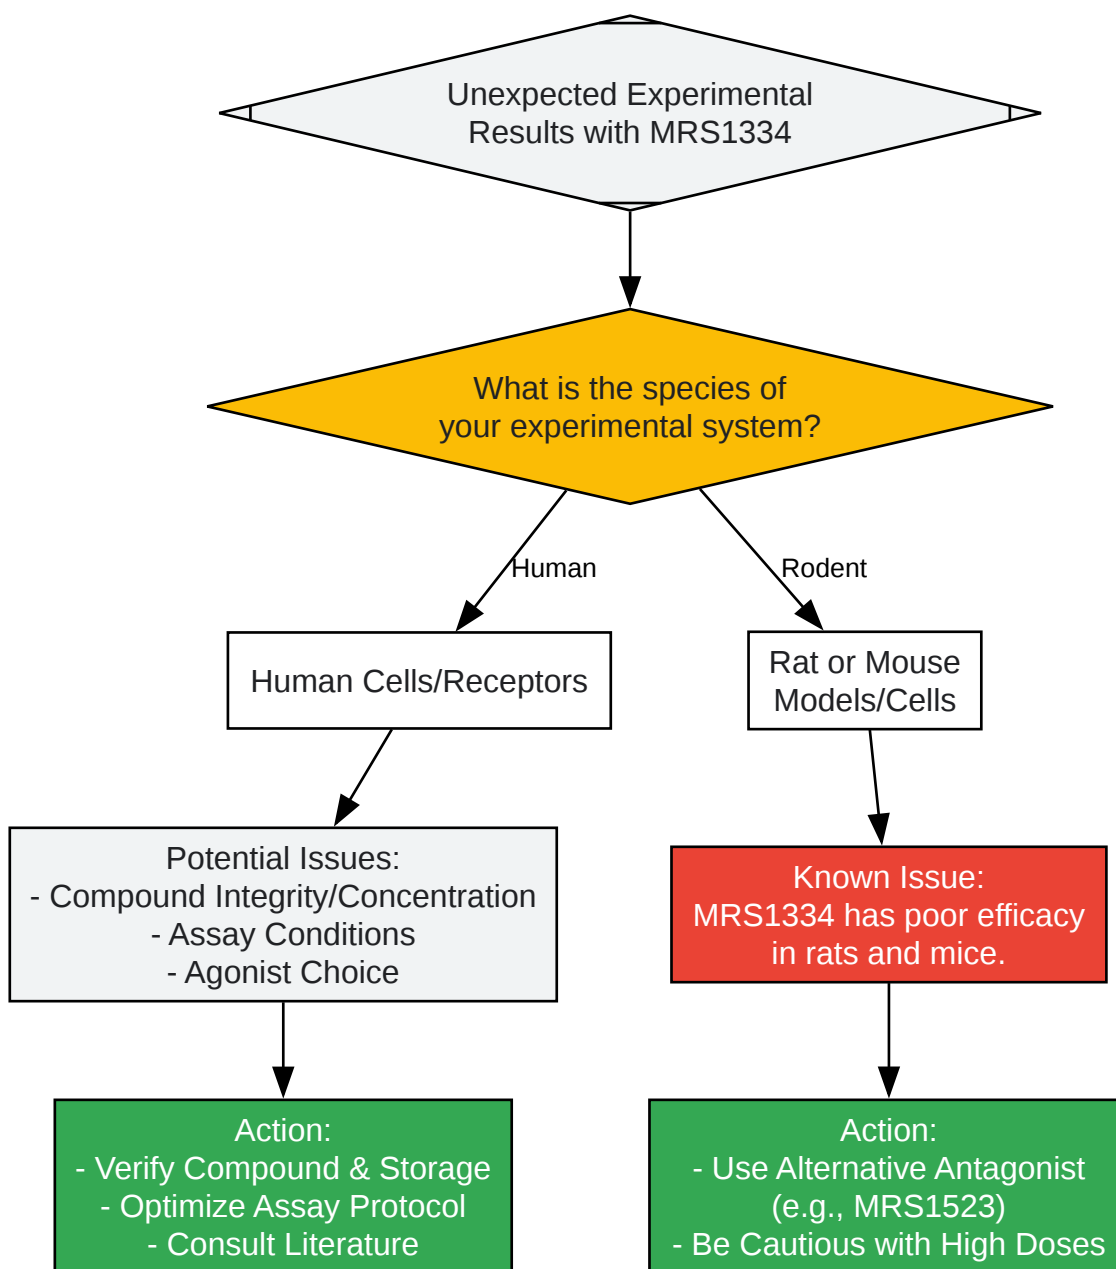 Unexpected Experimental
Results with MRS1334
What is the species of
your experimental system?
Human
Rodent
Human Cells/Receptors
Rat or Mouse
Models/Cells
Potential Issues:
- Compound Integrity/Concentration
- Assay Conditions
- Agonist Choice
Known Issue:
MRS1334 has poor efficacy
in rats and mice.
Action:
- Verify Compound & Storage
- Optimize Assay Protocol
- Consult Literature
Action:
- Use Alternative Antagonist
(e.g., MRS1523)
- Be Cautious with High Doses